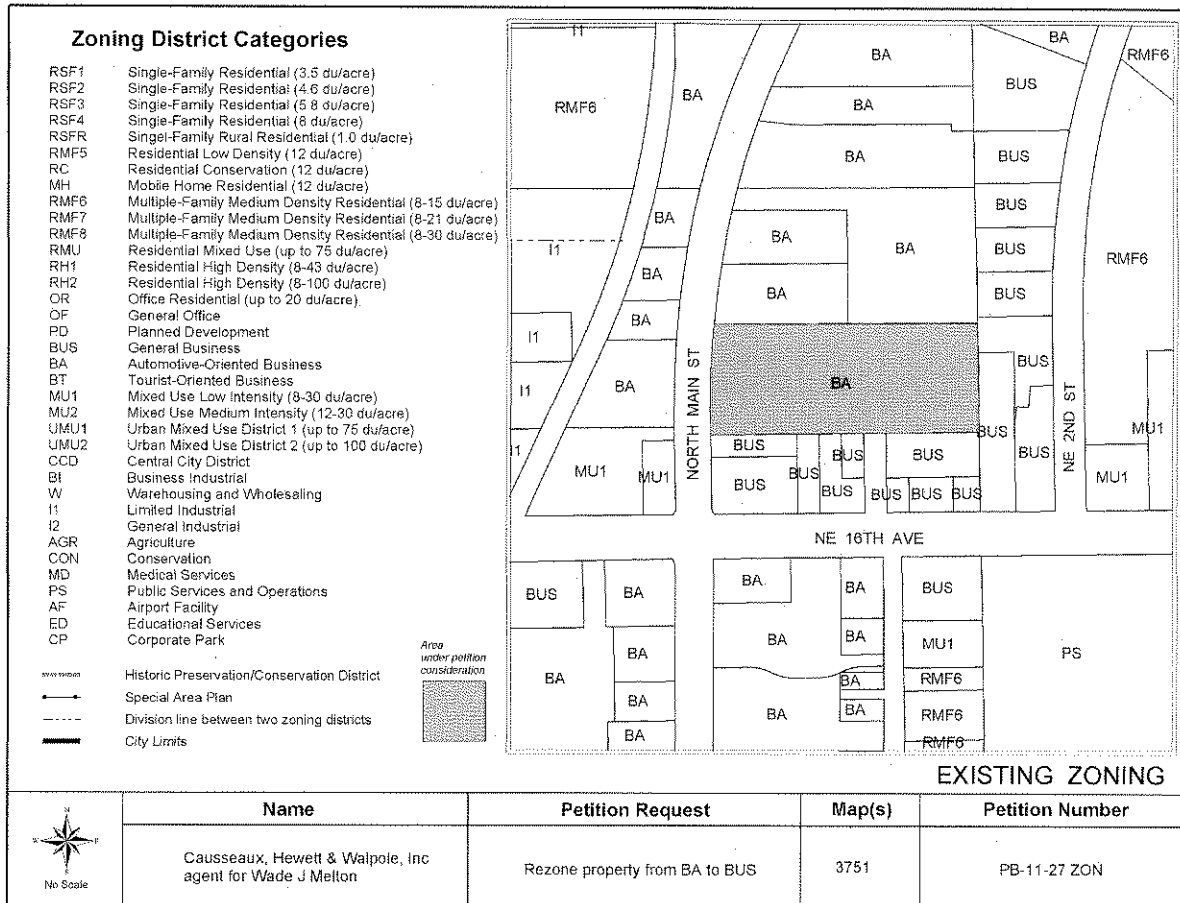 Zoning District Categories
RSF1 Single-Family Residential (3.5 du/acre)
RSF2 Single-Family Residential (4.6 du/acre)
RSF3 Single-Family Residential (5.8 du/acre)
RSF4 Single-Family Residential (8 du/acre)
RSFR Singel-Family Rural Residential (1.0 du/acre)
RMF5 Residential Low Density (12 du/acre)
RC Residential Conservation (12 du/acre)
MH Mobile Home Residential (12 du/acre)
RMF6 Multiple-Family Medium Density Residential (8-15 du/acre)
RMF7 Multiple-Family Medium Density Residential (8-21 du/acre)
RMF8 Multiple-Family Medium Density Residential (8-30 du/acre)
RMU Residential Mixed Use (up to 75 du/acre)
RH1 Residential High Density (8-43 du/acre)
RH2 Residential High Density (8-100 du/acre)
OR Office Residential (up to 20 du/acre)
OF General Office
PD Planned Development
BUS General Business
BA Automotive-Oriented Business
BT Tourist-Oriented Business
MU1 Mixed Use Low Intensity (8-30 du/acre)
MU2 Mixed Use Medium Intensity (12-30 du/acre)
UMU1 Urban Mixed Use District 1 (up to 75 du/acre)
UMU2 Urban Mixed Use District 2 (up to 100 du/acre)
CCD Central City District
BI Business Industrial
W Warehousing and Wholesaling
I1 Limited Industrial
I2 General Industrial
AGR Agriculture
CON Conservation
MD Medical Services
PS Public Services and Operations
AF Airport Facility
ED Educational Services
CP Corporate Park
Historic Preservation/Conservation District
Special Area Plan
Division line between two zoning districts
City Limits
Area
under petition
consideration
I1
BA
BA
RMF6
BUS
RMF6
BA
BA
BA
BUS
BUS
BA
BA
BA
BUS
I1
RMF6
BA
BA
BUS
BA
I1
BA
BUS
BA
BUS
I1
NORTH MAIN ST
NE 2ND ST
I1
BUS
BUS
MU1
BUS
BUS
BUS
MU1
MU1
BUS
BUS
BUS
BUS
BUS
BUS
BUS
MU1
NE 16TH AVE
BUS
BA
BA
BA
BUS
BA
BA
BA
BA
MU1
PS
BA
RMF6
BA
BA
BA
RMF6
BA
RMF6
EXISTING ZONING
Name
Petition Request
Map(s)
Petition Number
N
W
E
S
No Scale
Causseaux, Hewett & Walpole, Inc
agent for Wade J Melton
Rezone property from BA to BUS
3751
PB-11-27 ZON